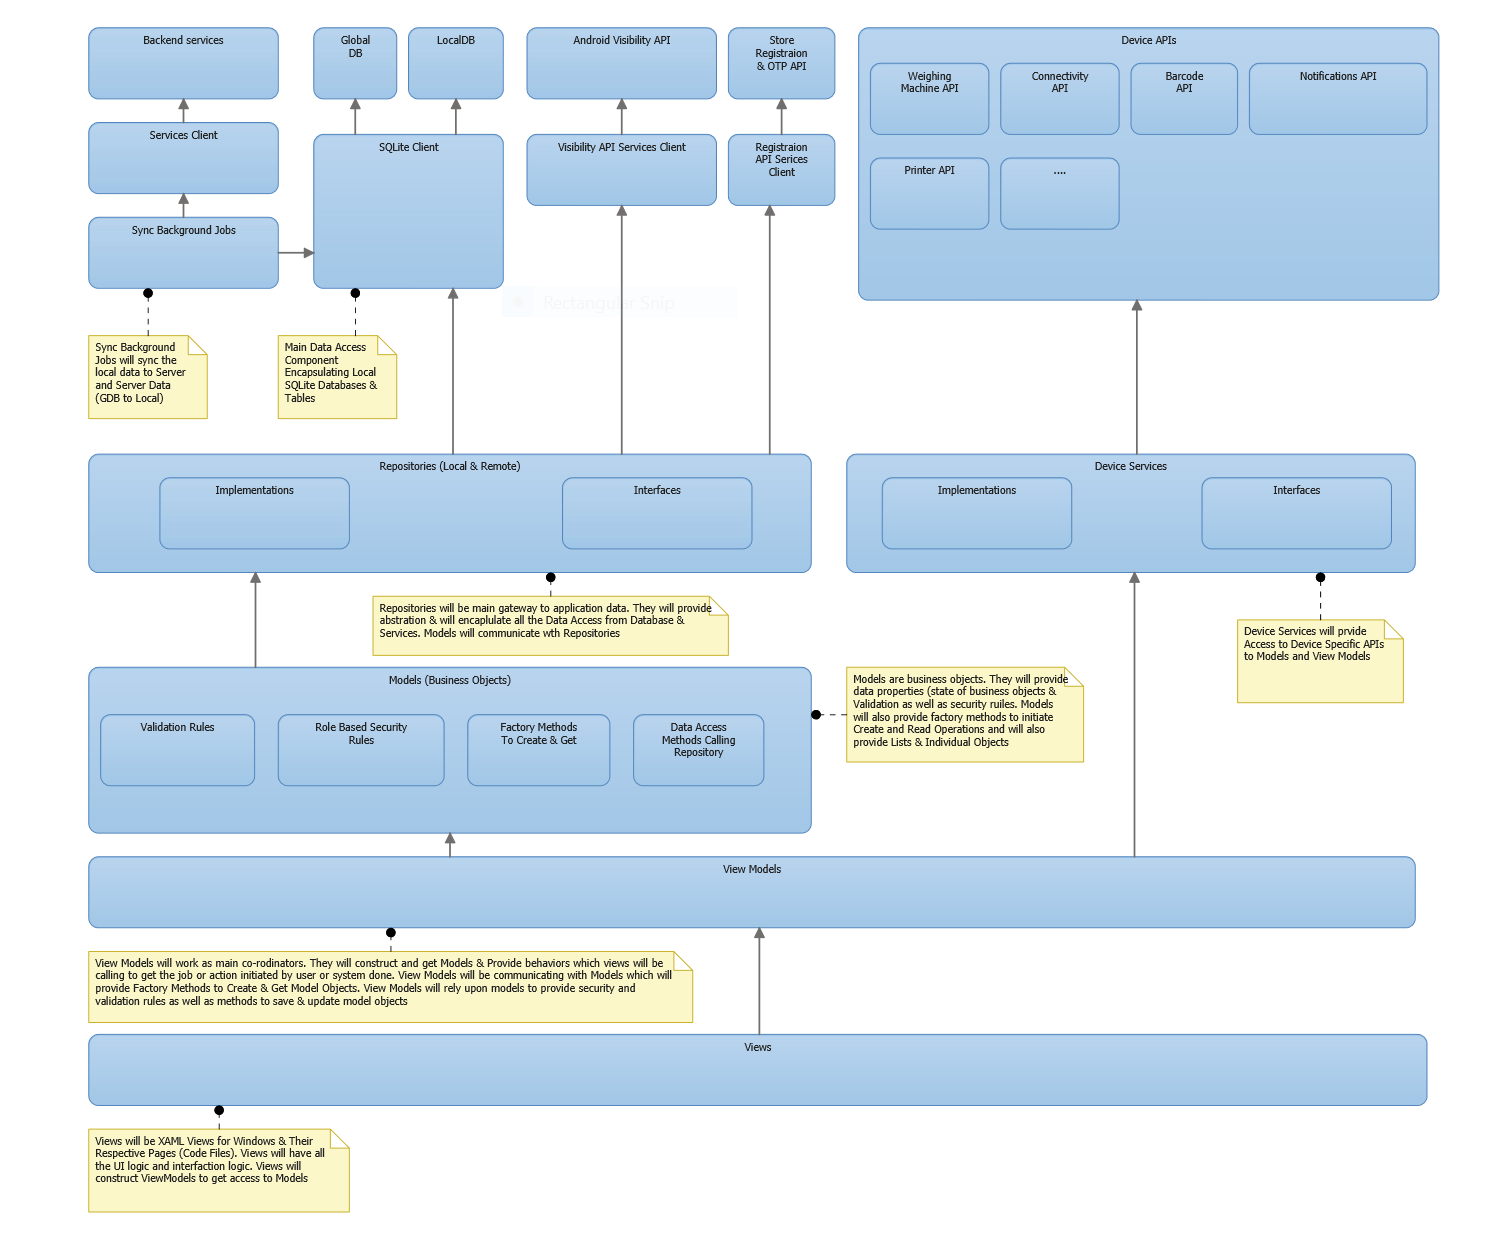 Backend services
Global
DB
LocalDB
Android Visibility API
Store
Registraion
& OTP API
Device APIs
Weighing
Machine API
Connectivity
API
Barcode
API
Notifications API
Services Client
SQLite Client
Visibility API Services Client
Registraion
API Serices
Client
Printer API
....
Sync Background Jobs
Rectangular Snip
Sync Background
Jobs will sync the
local data to Server
and Server Data
(GDB to Local)
Main Data Access
Component
Encapsulating Local
SQLite Databases &
Tables
Repositories (Local & Remote)
Implementations
Interfaces
Device Services
Implementations
Interfaces
Repositories will be main gateway to application data. They will provide
abstration & will encaplulate all the Data Access from Database &
Services. Models will communicate wth Repositories
Device Services will prvide
Access to Device Specific APIs
to Models and View Models
Models (Business Objects)
Validation Rules
Role Based Security
Rules
Factory Methods
To Create & Get
Data Access
Methods Calling
Repository
Models are business objects. They will provide
data properties (state of business objects &
Validation as well as security ruiles. Models
will also provide factory methods to initiate
Create and Read Operations and will also
provide Lists & Individual Objects
View Models
View Models will work as main co-rodinators. They will construct and get Models & Provide behaviors which views will be
calling to get the job or action initiated by user or system done. View Models will be communicating with Models which will
provide Factory Methods to Create & Get Model Objects. View Models will rely upon models to provide security and
validation rules as well as methods to save & update model objects
Views
Views will be XAML Views for Windows & Their
Respective Pages (Code Files). Views will have all
the UI logic and interfaction logic. Views will
construct ViewModels to get access to Models